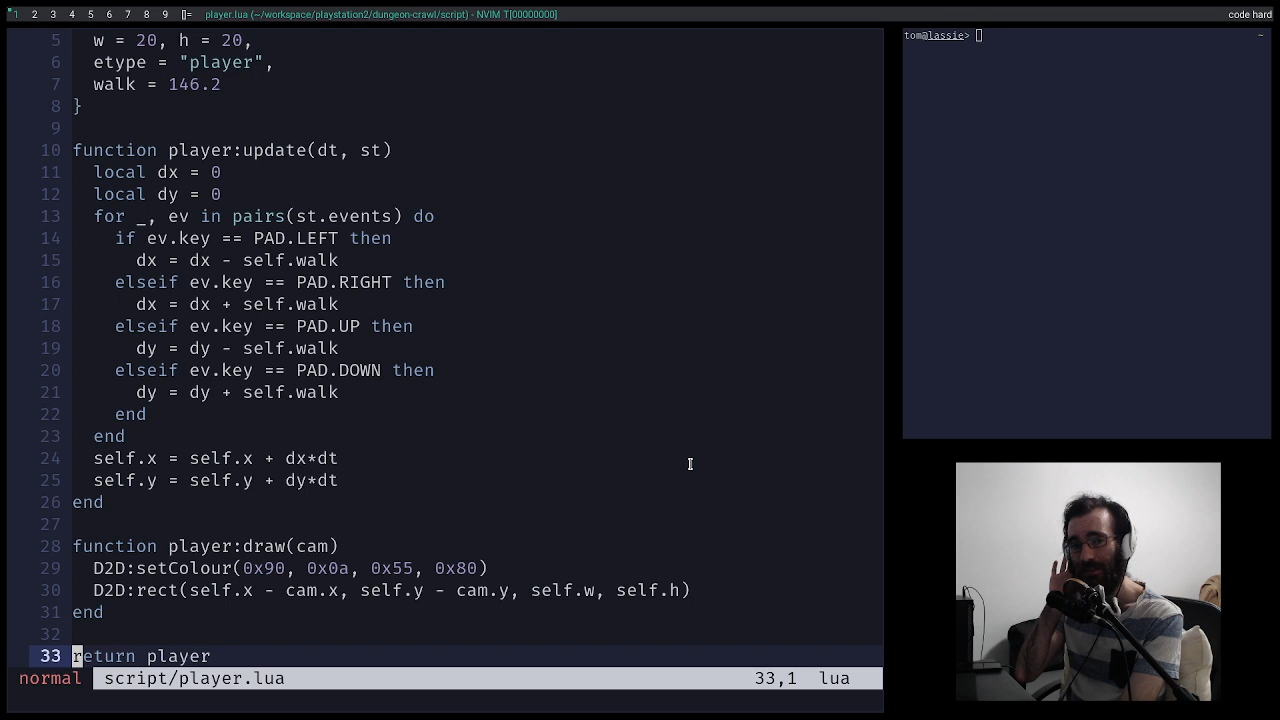 1 2 3 4 5 6 7 8 9 []= player.lua (~/workspace/playstation2/dungeon-crawl/script) - NVIM T[00000000] code hard
5 w = 20, h = 20,
6 etype = "player",
7 walk = 146.2
8 }
9
10 function player:update(dt, st)
11 local dx = 0
12 local dy = 0
13 for _, ev in pairs(st.events) do
14 if ev.key == PAD.LEFT then
15 dx = dx - self.walk
16 elseif ev.key == PAD.RIGHT then
17 dx = dx + self.walk
18 elseif ev.key == PAD.UP then
19 dy = dy - self.walk
20 elseif ev.key == PAD.DOWN then
21 dy = dy + self.walk
22 end
23 end
24 self.x = self.x + dx*dt
25 self.y = self.y + dy*dt
26 end
27
28 function player:draw(cam)
29 D2D:setColour(0x90, 0x0a, 0x55, 0x80)
30 D2D:rect(self.x - cam.x, self.y - cam.y, self.w, self.h)
31 end
32
33 return player
normal script/player.lua 33,1 lua
tom@lassie> ~